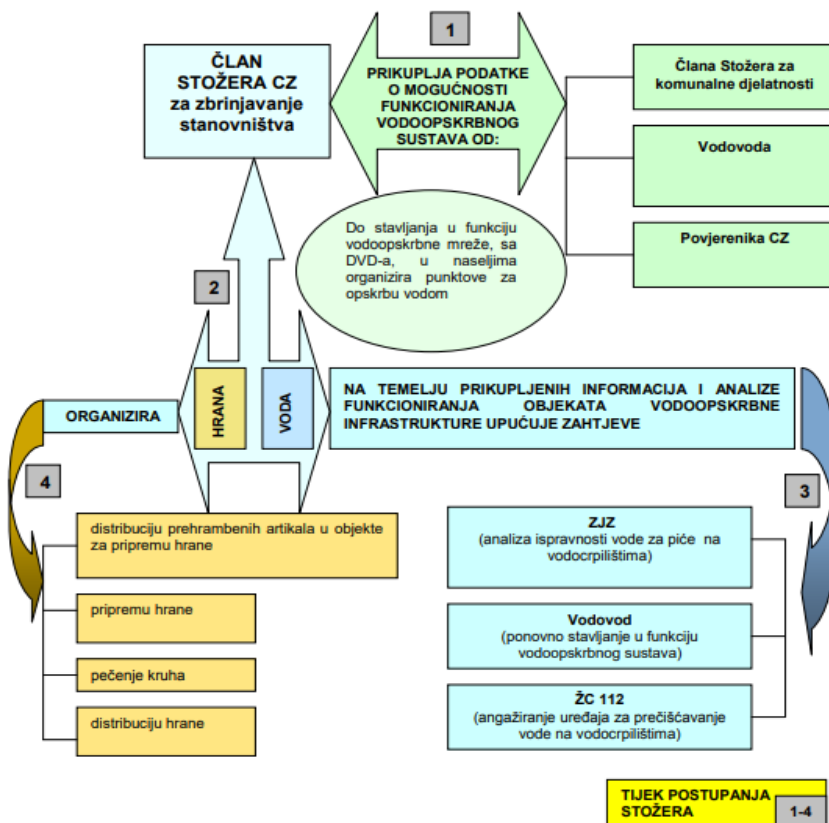 1
ČLAN
STOŽERA CZ
za zbrinjavanje
stanovništva
PRIKUPLJA PODATKE
O MOGUĆNOSTI
FUNKCIONIRANJA
VODOOPSKRBNOG
SUSTAVA OD:
Člana Stožera za
komunalne djelatnosti
Vodovoda
Povjerenika CZ
Do stavljanja u funkciju
vodoopskrbne mreže, sa
DVD-a, u naseljima
organizira punktove za
opskrbu vodom
2
ORGANIZIRA
HRANA
VODA
NA TEMELJU PRIKUPLJENIH INFORMACIJA I ANALIZE
FUNKCIONIRANJA OBJEKATA VODOOPSKRBNE
INFRASTRUKTURE UPUĆUJE ZAHTJEVE
4
3
distribuciju prehrambenih artikala u objekte
za pripremu hrane
pripremu hrane
pečenje kruha
distribuciju hrane
ZJZ
(analiza ispravnosti vode za piće na
vodocrpilištima)
Vodovod
(ponovno stavljanje u funkciju
vodoopskrbnog sustava)
ŽC 112
(angažiranje uređaja za prečišćavanje
vode na vodocrpilištima)
TIJEK POSTUPANJA
STOŽERA
1-4